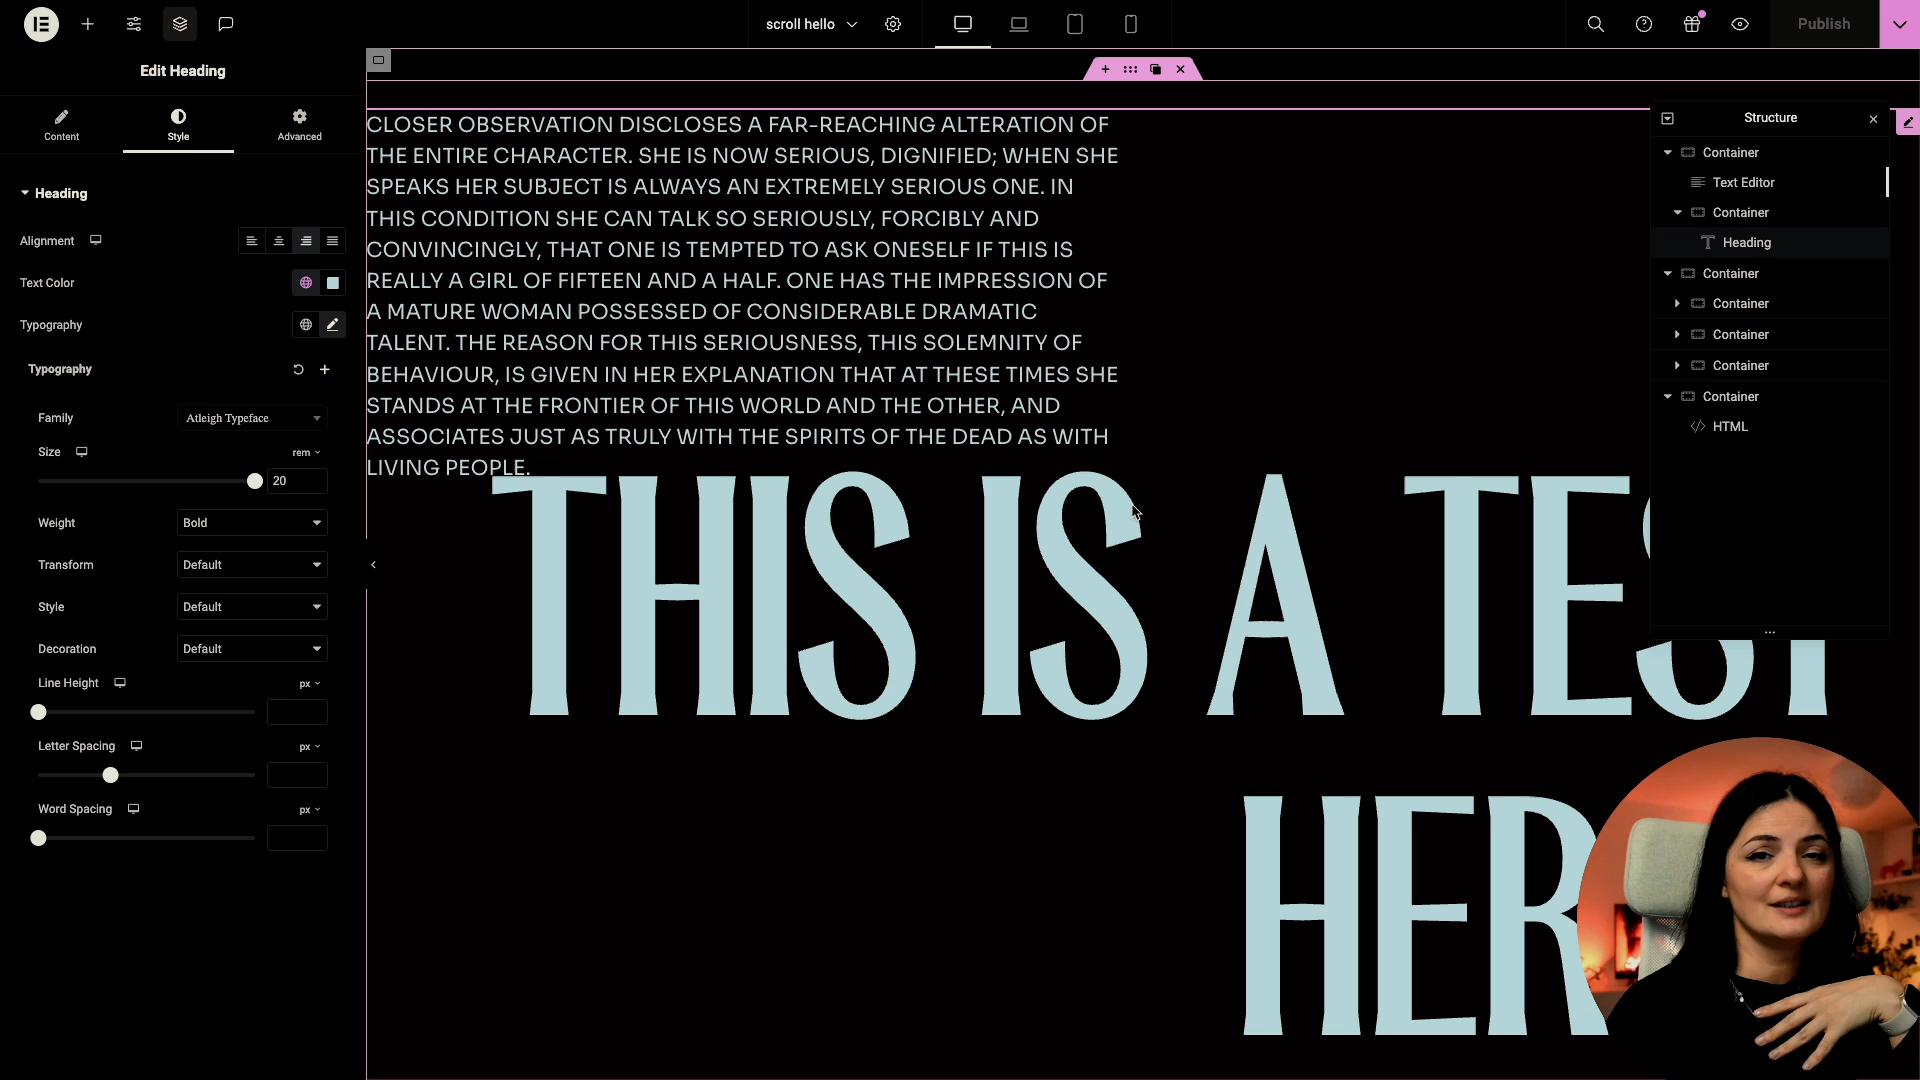 scroll hello
Publish
Edit Heading
Content
Style
Advanced
Heading
Alignment
Text Color
Typography
Typography
Family
Atleigh Typeface
Size
rem
20
Weight
Bold
Transform
Default
Style
Default
Decoration
Default
Line Height
px
Letter Spacing
px
Word Spacing
px
CLOSER OBSERVATION DISCLOSES A FAR-REACHING ALTERATION OF
THE ENTIRE CHARACTER. SHE IS NOW SERIOUS, DIGNIFIED; WHEN SHE
SPEAKS HER SUBJECT IS ALWAYS AN EXTREMELY SERIOUS ONE. IN
THIS CONDITION SHE CAN TALK SO SERIOUSLY, FORCIBLY AND
CONVINCINGLY, THAT ONE IS TEMPTED TO ASK ONESELF IF THIS IS
REALLY A GIRL OF FIFTEEN AND A HALF. ONE HAS THE IMPRESSION OF
A MATURE WOMAN POSSESSED OF CONSIDERABLE DRAMATIC
TALENT. THE REASON FOR THIS SERIOUSNESS, THIS SOLEMNITY OF
BEHAVIOUR, IS GIVEN IN HER EXPLANATION THAT AT THESE TIMES SHE
STANDS AT THE FRONTIER OF THIS WORLD AND THE OTHER, AND
ASSOCIATES JUST AS TRULY WITH THE SPIRITS OF THE DEAD AS WITH
LIVING PEOPLE.
THIS IS A TEST
HER
Structure
Container
Text Editor
Container
Heading
Container
Container
Container
Container
Container
HTML